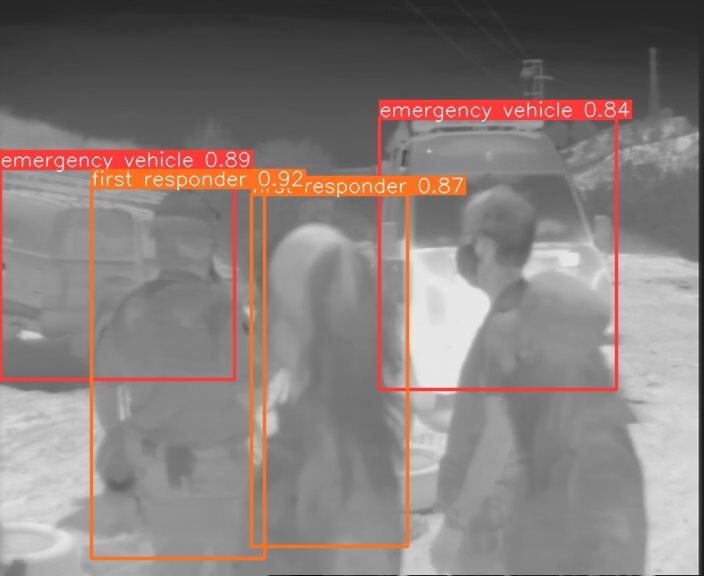 emergency vehicle 0.84
emergency vehicle 0.89
first responder 0.92
responder 0.87